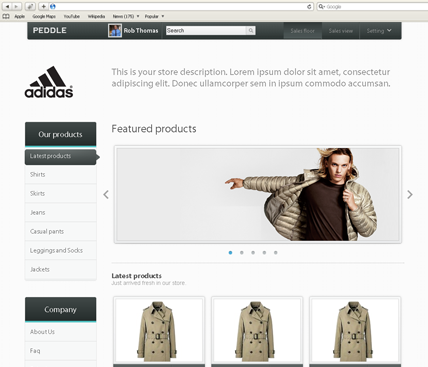 Google
Apple Google Maps YouTube Wikipedia News (175) Popular
PEDDLE Rob Thomas Search Sales floor Sales view Setting
adidas
This is your store description. Lorem ipsum dolor sit amet, consectetur
adipiscing elit. Donec ullamcorper sem in ipsum commodo accumsan.
Our products
Latest products
Shirts
Skirts
Jeans
Casual pants
Leggings and Socks
Jackets
Company
About Us
Faq
Featured products
Latest products
Just arrived fresh in our store